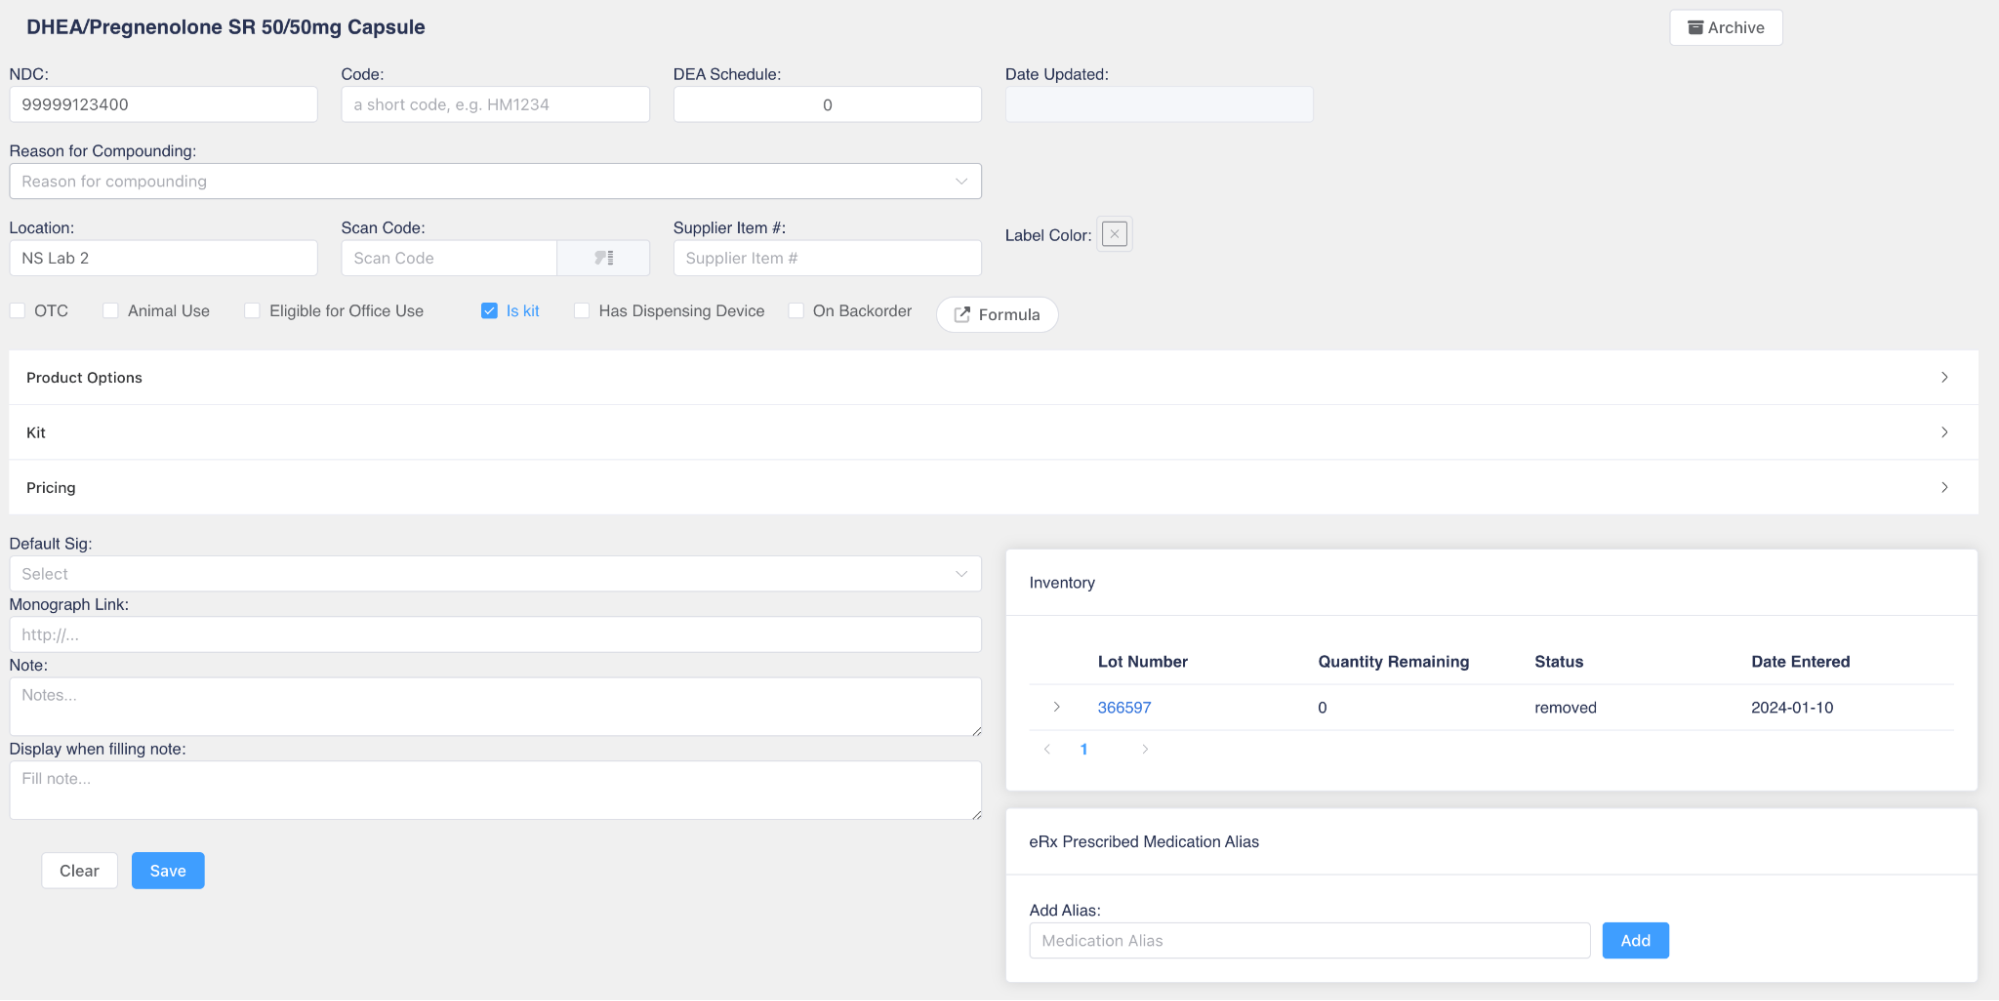 DHEA/Pregnenolone SR 50/50mg Capsule
Archive
NDC:
99999123400
Code:
a short code, e.g. HM1234
DEA Schedule:
0
Date Updated:
Reason for Compounding:
Reason for compounding
Location:
NS Lab 2
Scan Code:
Scan Code
Supplier Item #:
Supplier Item #
Label Color:
OTC
Animal Use
Eligible for Office Use
Is kit
Has Dispensing Device
On Backorder
Formula
Product Options
Kit
Pricing
Default Sig:
Select
Monograph Link:
http://...
Note:
Notes...
Display when filling note:
Fill note...
Clear
Save
Inventory
Lot Number Quantity Remaining Status Date Entered
366597 0 removed 2024-01-10
1
eRx Prescribed Medication Alias
Add Alias:
Medication Alias
Add